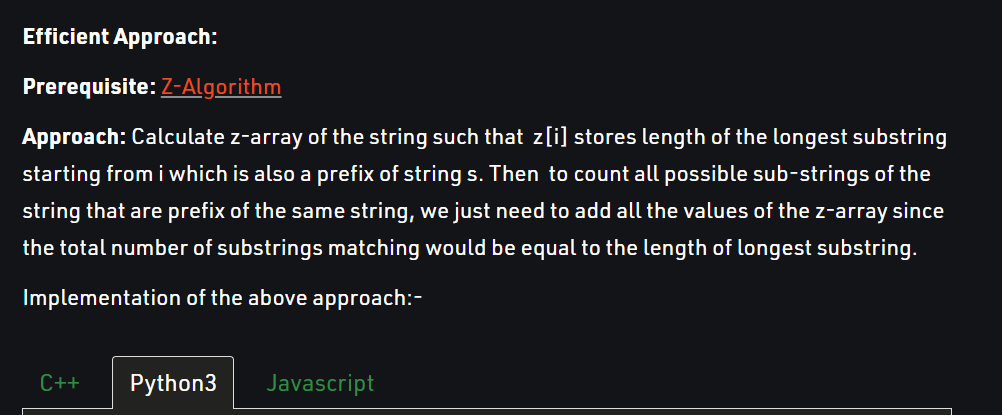 Efficient Approach:
Prerequisite: Z-Algorithm
Approach: Calculate z-array of the string such that  z[i] stores length of the longest substring
starting from i which is also a prefix of string s. Then  to count all possible sub-strings of the
string that are prefix of the same string, we just need to add all the values of the z-array since
the total number of substrings matching would be equal to the length of longest substring.
Implementation of the above approach:-
C++ Python3 Javascript